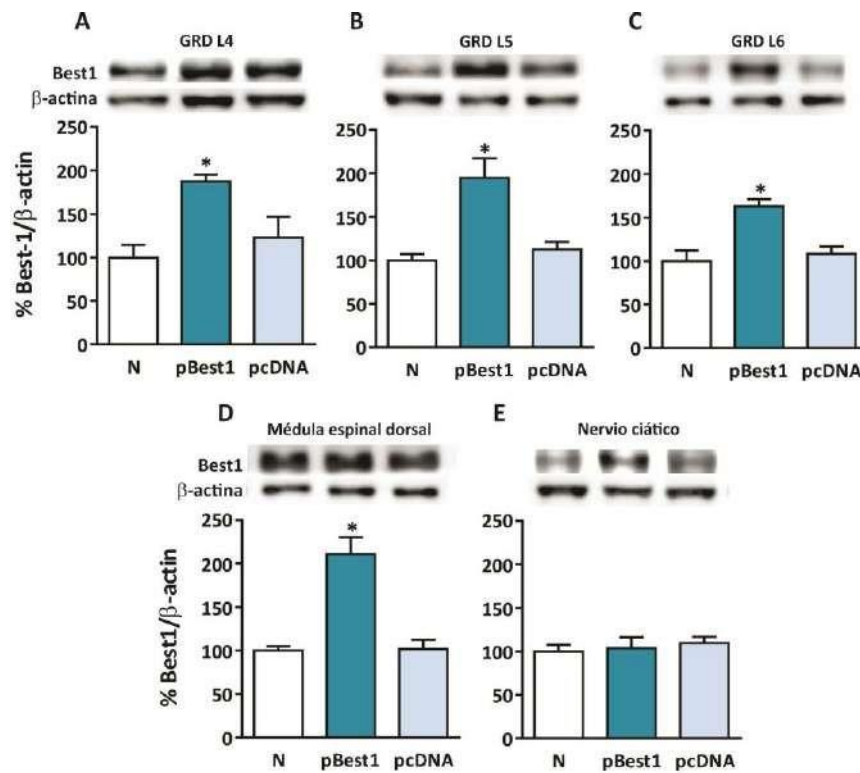 A
GRD L4
B
GRD L5
C
GRD L6
Best1
β-actina
% Best-1/β-actin
250
200
150
100
50
0
*
N
pBest1
pcDNA
250
200
150
100
50
0
*
N
pBest1
pcDNA
250
200
150
100
50
0
*
N
pBest1
pcDNA
D
Médula espinal dorsal
E
Nervio ciático
Best1
β-actina
% Best1/β-actin
250
200
150
100
50
0
*
N
pBest1
pcDNA
250
200
150
100
50
0
N
pBest1
pcDNA